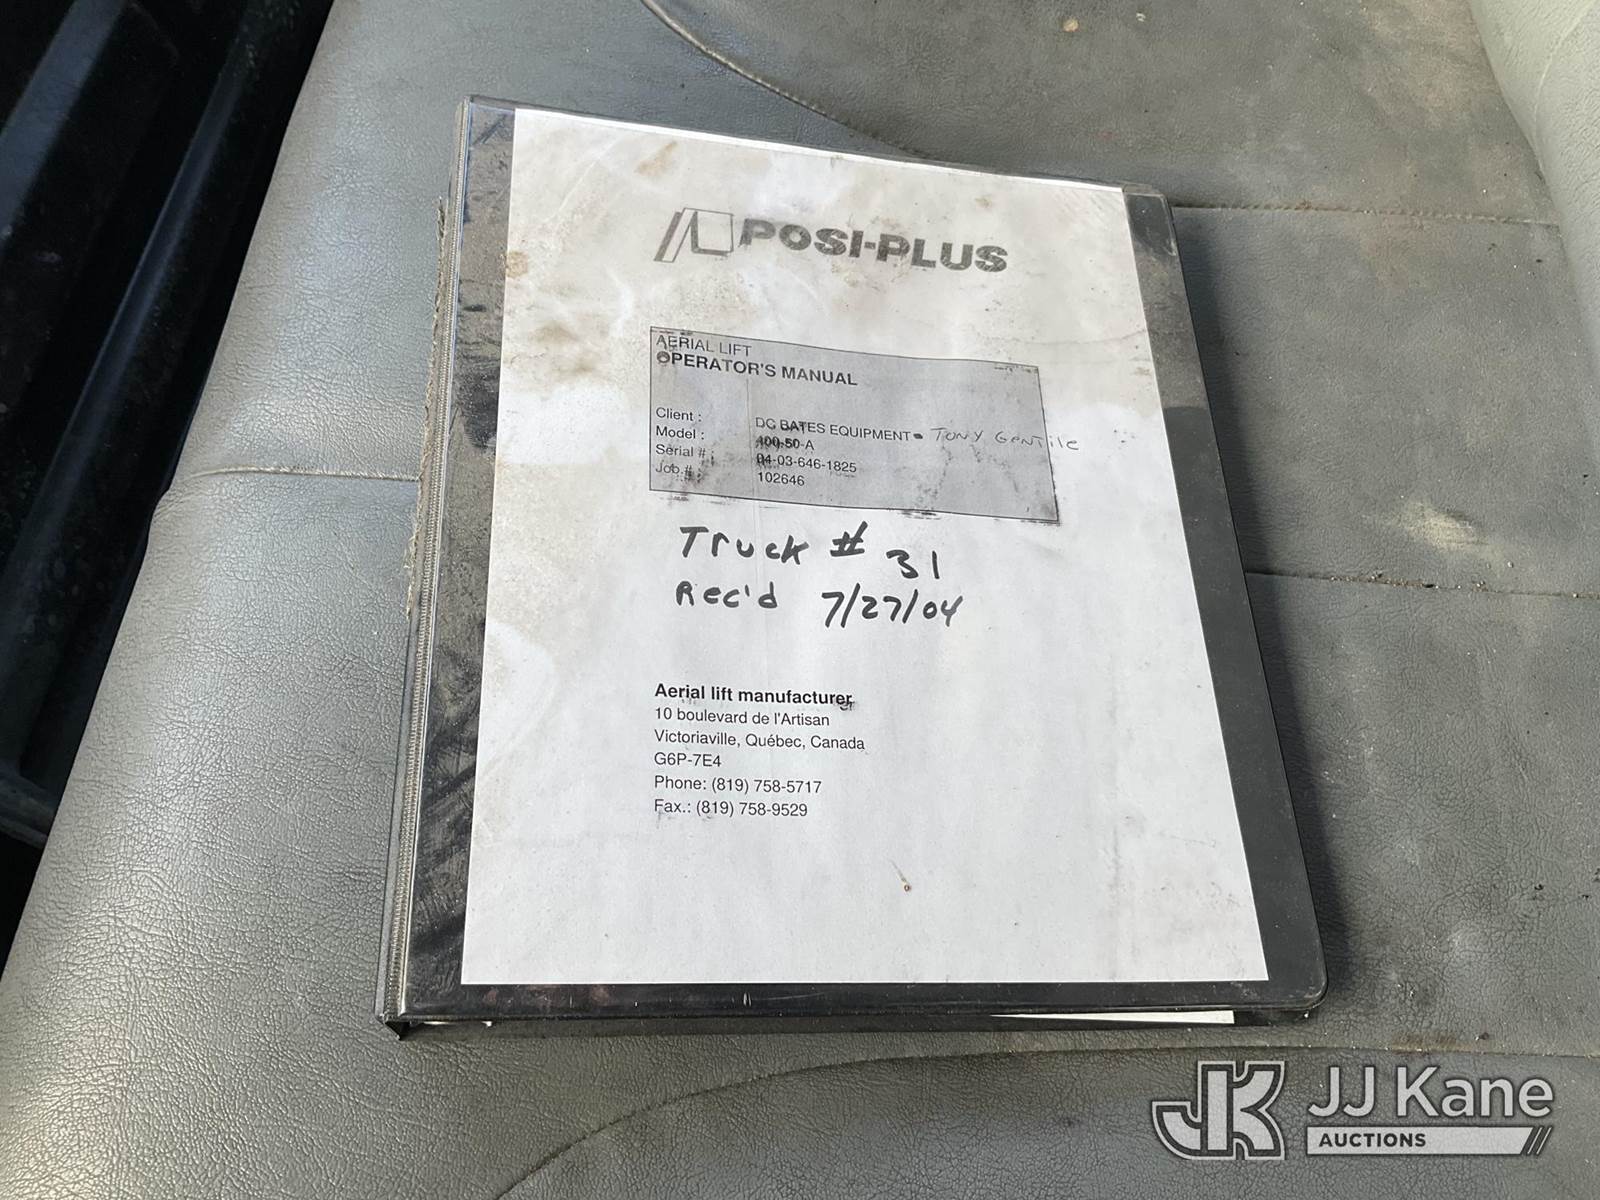 POSI-PLUS
AERIAL LIFT
OPERATOR'S MANUAL
Client : DC BATES EQUIPMENT - TONY GENTILE
Model : 400-50-A
Serial # : 04-03-646-1825
Job.# : 102646
Truck # 31
Rec'd 7/27/04
Aerial lift manufacturer
10 boulevard de l'Artisan
Victoriaville, Québec, Canada
G6P-7E4
Phone: (819) 758-5717
Fax.: (819) 758-9529
JK JJ Kane
AUCTIONS